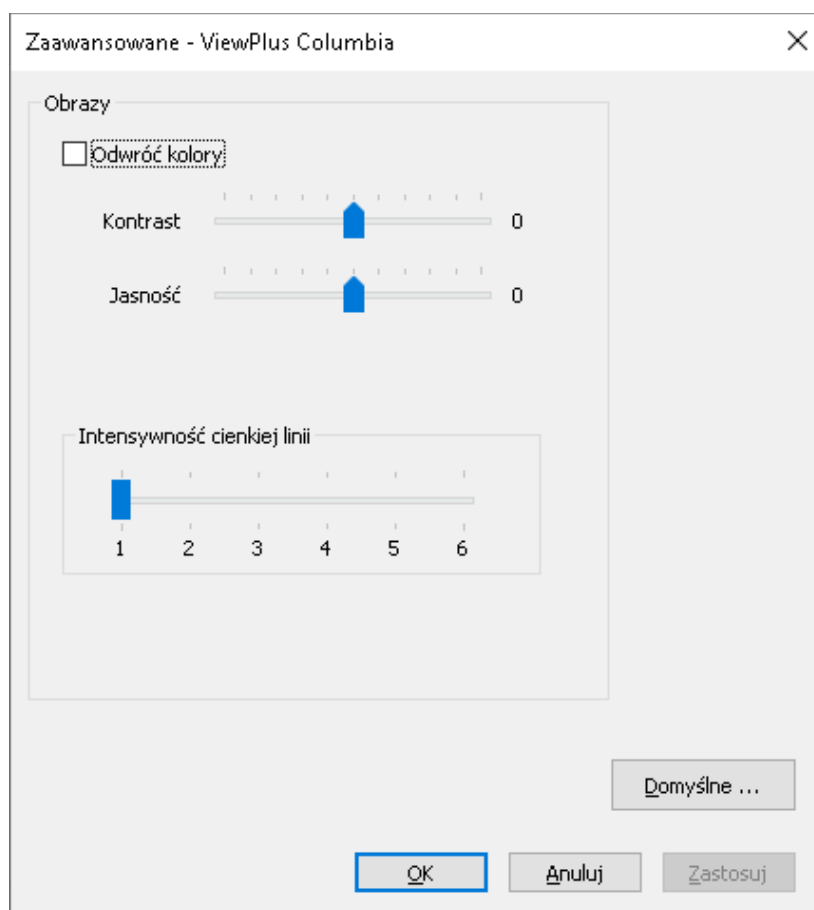 Zaawansowane - ViewPlus Columbia
Obrazy
Odwróć kolory
Kontrast 0
Jasność 0
Intensywność cienkiej linii
1 2 3 4 5 6
Domyślne ...
OK Anuluj Zastosuj